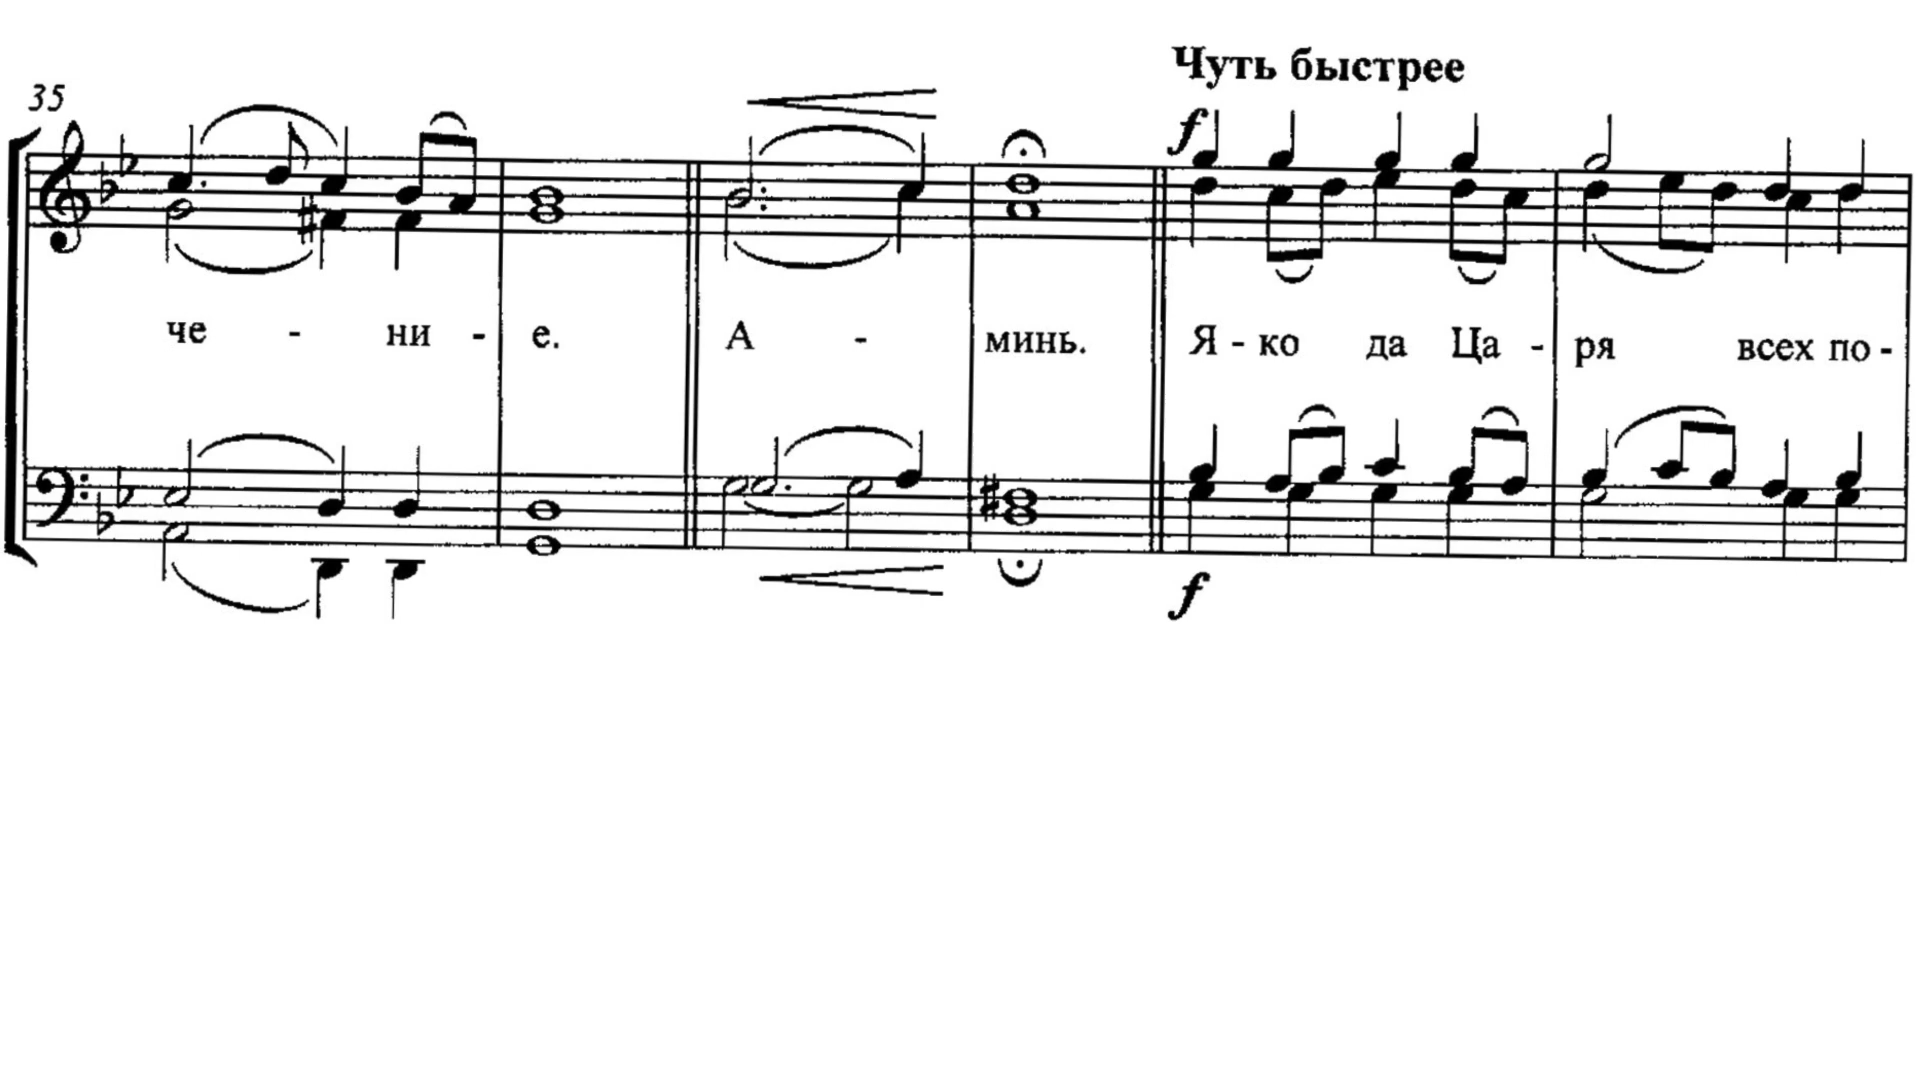 Чуть быстрее
35
f
че - ни - е. А - минь. Я - ко да Ца - ря всех по -
f